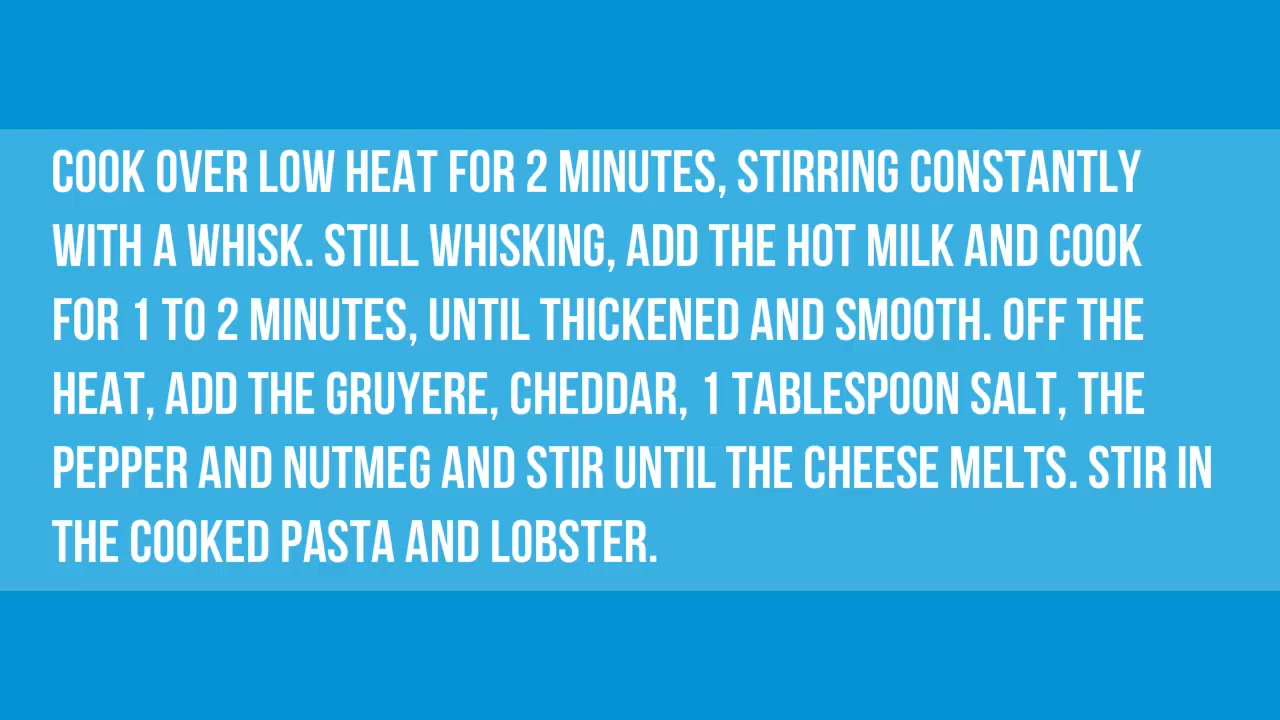 COOK OVER LOW HEAT FOR 2 MINUTES, STIRRING CONSTANTLY
WITH A WHISK. STILL WHISKING, ADD THE HOT MILK AND COOK
FOR 1 TO 2 MINUTES, UNTIL THICKENED AND SMOOTH. OFF THE
HEAT, ADD THE GRUYERE, CHEDDAR, 1 TABLESPOON SALT, THE
PEPPER AND NUTMEG AND STIR UNTIL THE CHEESE MELTS. STIR IN
THE COOKED PASTA AND LOBSTER.